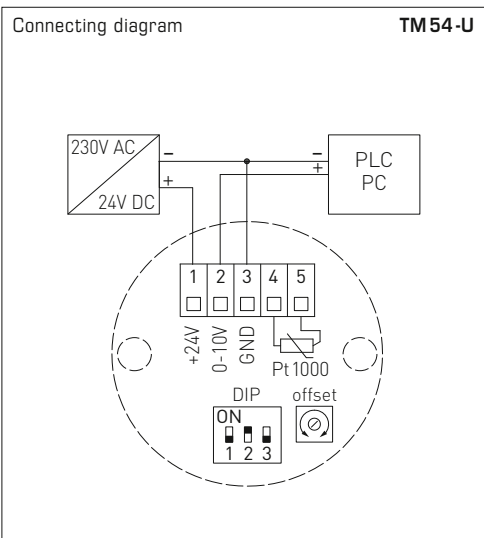 Connecting diagram TM54-U
230V AC
24V DC
–
+
–
+
PLC
PC
1 2 3 4 5
+24V
0-10V
GND
Pt1000
DIP
offset
ON
1 2 3